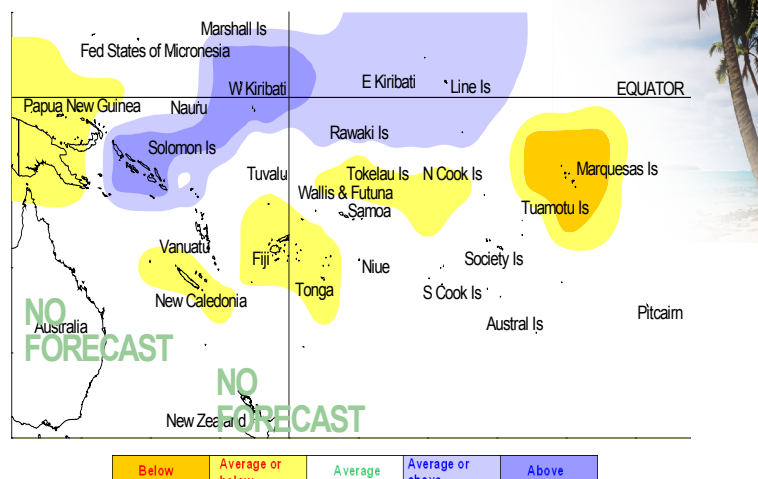 Marshall Is
Fed States of Micronesia
W Kiribati
E Kiribati
Line Is
EQUATOR
Papua New Guinea
Nauru
Rawaki Is
Solomon Is
Tuvalu
Tokelau Is
N Cook Is
Marquesas Is
Wallis & Futuna
Samoa
Tuamotu Is
Vanuatu
Fiji
Niue
Society Is
Tonga
New Caledonia
S Cook Is
NO
FORECAST
Australia
Austral Is
Pitcairn
NO
FORECAST
New Zealand
Below
Average or
below
Average
Average or
above
Above